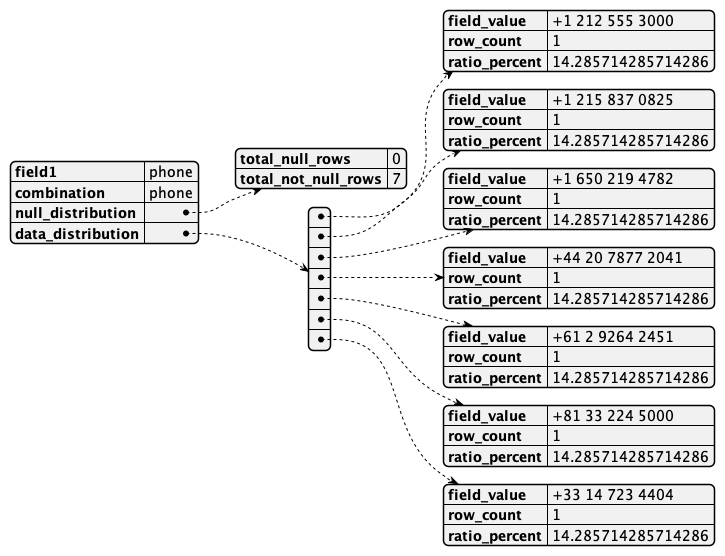 field1 phone
combination phone
null_distribution
data_distribution
total_null_rows 0
total_not_null_rows 7
field_value +1 212 555 3000
row_count 1
ratio_percent 14.285714285714286
field_value +1 215 837 0825
row_count 1
ratio_percent 14.285714285714286
field_value +1 650 219 4782
row_count 1
ratio_percent 14.285714285714286
field_value +44 20 7877 2041
row_count 1
ratio_percent 14.285714285714286
field_value +61 2 9264 2451
row_count 1
ratio_percent 14.285714285714286
field_value +81 33 224 5000
row_count 1
ratio_percent 14.285714285714286
field_value +33 14 723 4404
row_count 1
ratio_percent 14.285714285714286